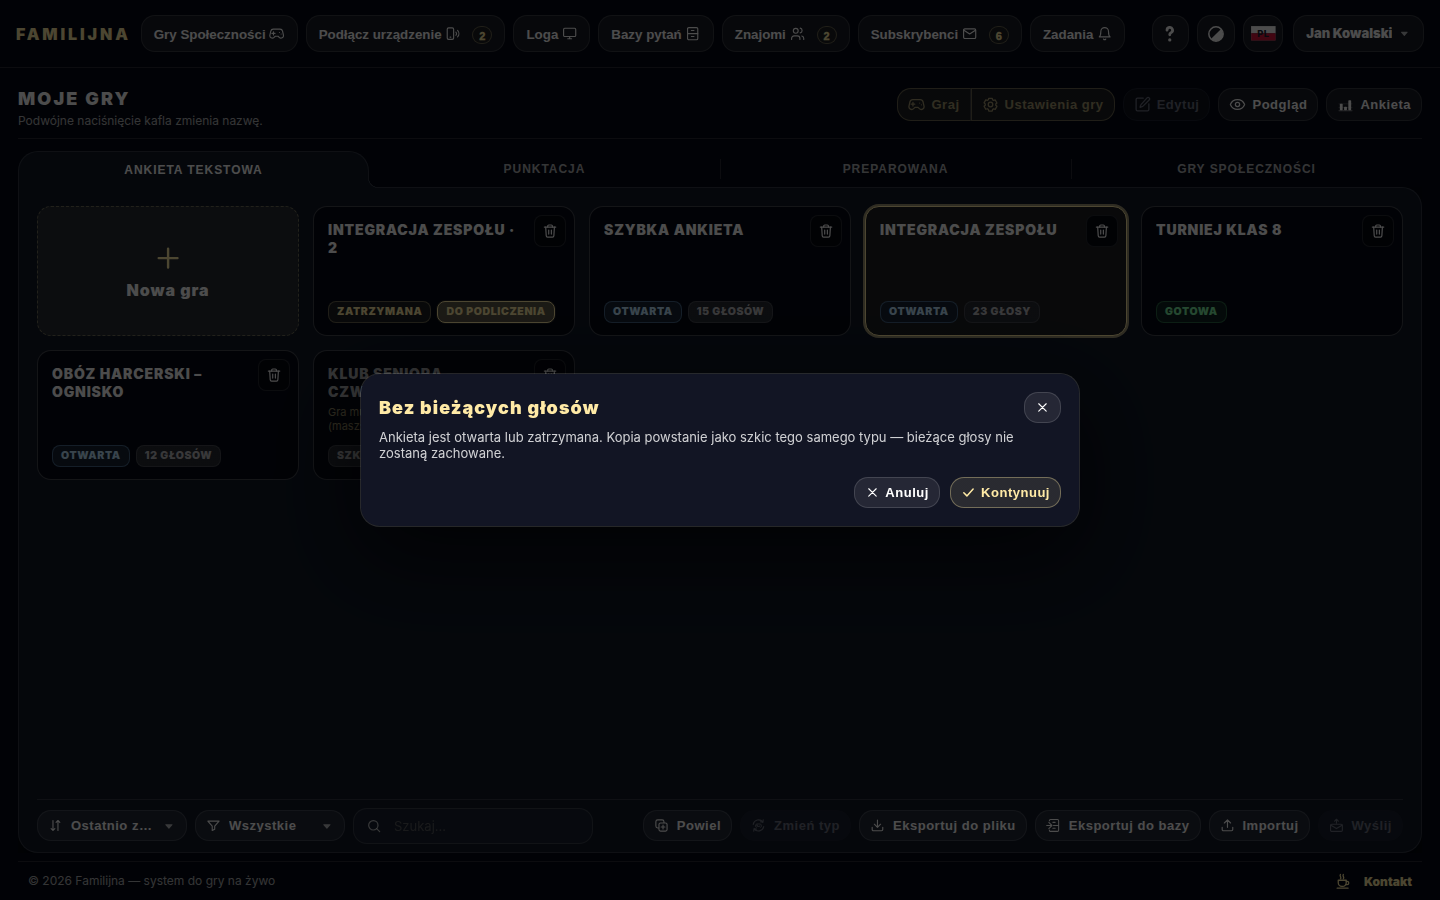 FAMILIJNA
Gry Społeczności
Podłącz urządzenie 2
Loga
Bazy pytań
Znajomi 2
Subskrybenci 6
Zadania
?
PL
Jan Kowalski
MOJE GRY
Podwójne naciśnięcie kafla zmienia nazwę.
Graj
Ustawienia gry
Edytuj
Podgląd
Ankieta
ANKIETA TEKSTOWA
PUNKTACJA
PREPAROWANA
GRY SPOŁECZNOŚCI
Nowa gra
INTEGRACJA ZESPOŁU ·
2
ZATRZYMANA
DO PODLICZENIA
SZYBKA ANKIETA
OTWARTA
15 GŁOSÓW
INTEGRACJA ZESPOŁU
OTWARTA
23 GŁOSY
TURNIEJ KLAS 8
GOTOWA
OBÓZ HARCERSKI –
OGNISKO
OTWARTA
12 GŁOSÓW
KLUB SENIORA –
Bez bieżących głosów
Ankieta jest otwarta lub zatrzymana. Kopia powstanie jako szkic tego samego typu — bieżące głosy nie
zostaną zachowane.
Anuluj
Kontynuuj
Ostatnio z...
Wszystkie
Szukaj...
Powiel
Zmień typ
Eksportuj do pliku
Eksportuj do bazy
Importuj
Wyślij
© 2026 Familijna — system do gry na żywo
Kontakt